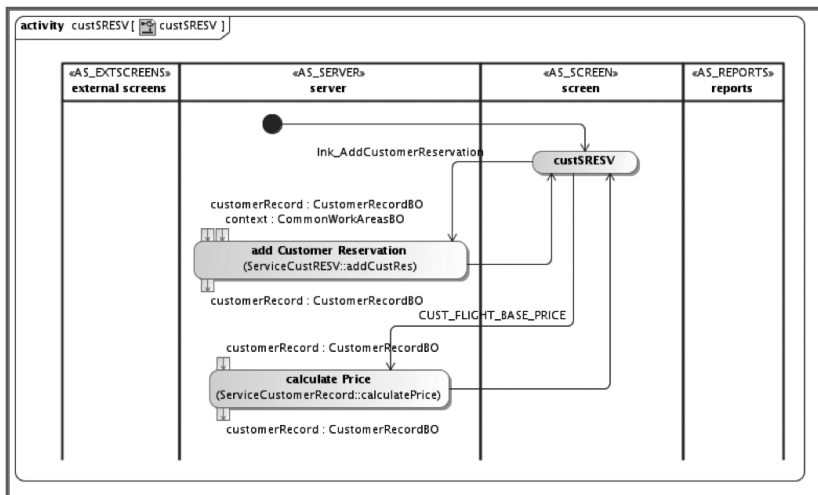 activity custSRESV[ custSRESV ]
«AS_EXTSCREENS»
external screens
«AS_SERVER»
server
«AS_SCREEN»
screen
«AS_REPORTS»
reports
lnk_AddCustomerReservation
custSRESV
customerRecord : CustomerRecordBO
context : CommonWorkAreasBO
add Customer Reservation
(ServiceCustRESV::addCustRes)
customerRecord : CustomerRecordBO
CUST_FLIGHT_BASE_PRICE
customerRecord : CustomerRecordBO
calculate Price
(ServiceCustomerRecord::calculatePrice)
customerRecord : CustomerRecordBO